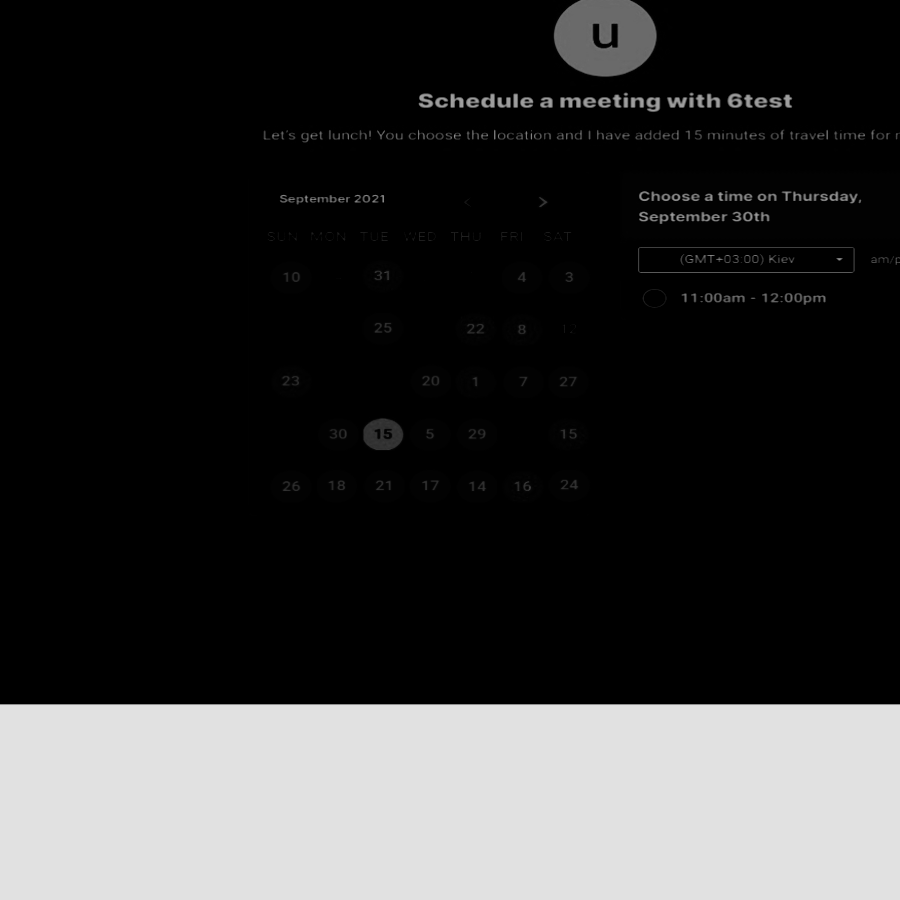 u
Schedule a meeting with 6test
Let's get lunch! You choose the location and I have added 15 minutes of travel time for
September 2021
Choose a time on Thursday,
September 30th
SUN MON TUE WED THU FRI SAT
(GMT+03:00) Kiev
am/p
10 31 4 3
11:00am - 12:00pm
25 22 8 12
23 20 1 7 27
30 15 5 29 15
26 18 21 17 14 16 24